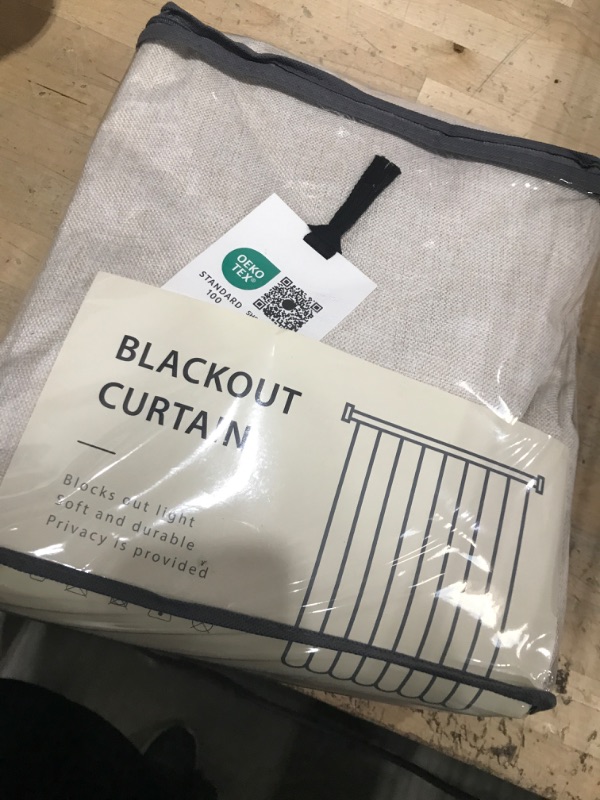 OEKO
TEX®
STANDARD
100
BLACKOUT
CURTAIN
Blocks out light
Soft and durable
Privacy is provided